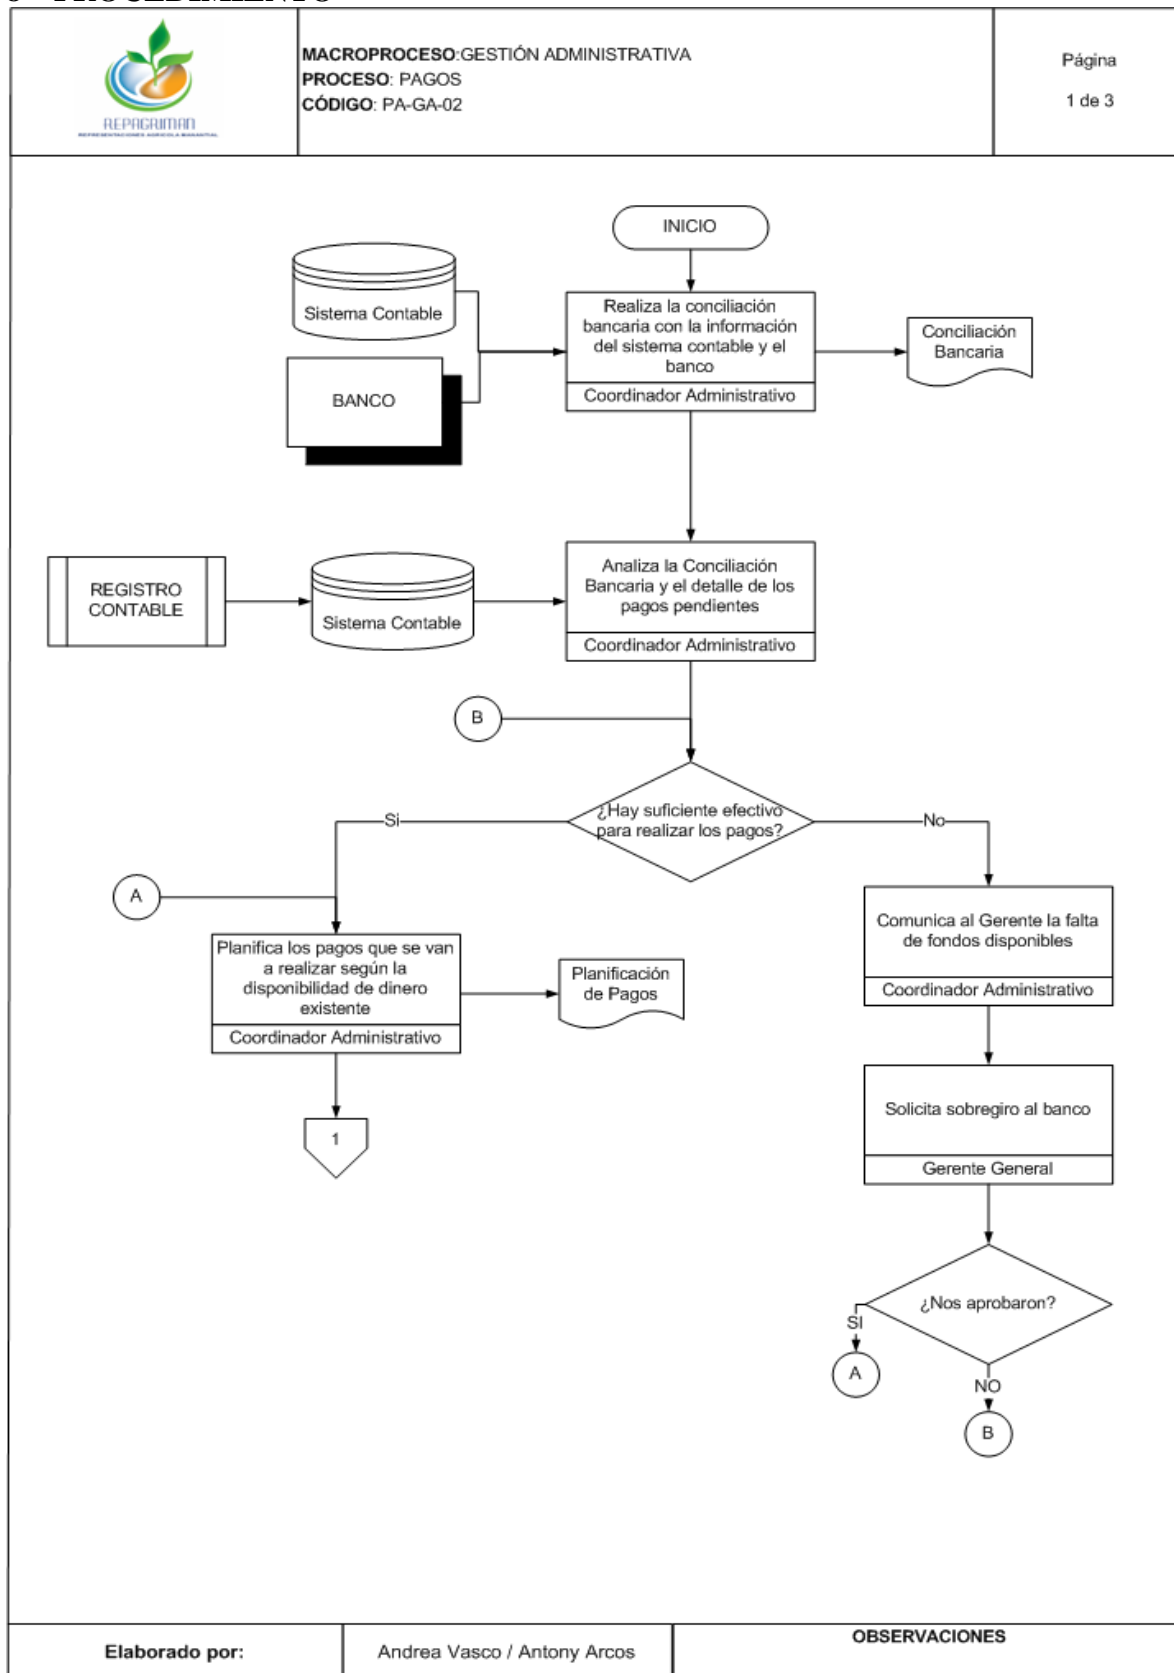 MACROPROCESO:GESTIÓN ADMINISTRATIVA
PROCESO: PAGOS
CÓDIGO: PA-GA-02
Página
1 de 3
REPAGRIMAN
REPRESENTACIONES AGRICOLA MANANTIAL
INICIO
Sistema Contable
BANCO
Realiza la conciliación
bancaria con la información
del sistema contable y el
banco
Coordinador Administrativo
Conciliación
Bancaria
REGISTRO
CONTABLE
Sistema Contable
Analiza la Conciliación
Bancaria y el detalle de los
pagos pendientes
Coordinador Administrativo
B
¿Hay suficiente efectivo
para realizar los pagos?
Si
No
A
Planifica los pagos que se van
a realizar según la
disponibilidad de dinero
existente
Coordinador Administrativo
Planificación
de Pagos
1
Comunica al Gerente la falta
de fondos disponibles
Coordinador Administrativo
Solicita sobregiro al banco
Gerente General
¿Nos aprobaron?
SI
A
NO
B
Elaborado por:
Andrea Vasco / Antony Arcos
OBSERVACIONES